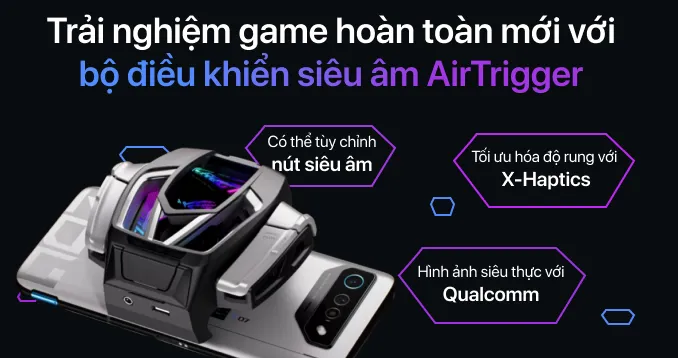 Trải nghiệm game hoàn toàn mới với
bộ điều khiển siêu âm AirTrigger
Có thể tùy chỉnh
nút siêu âm
Tối ưu hóa độ rung với
X-Haptics
Hình ảnh siêu thực với
Qualcomm
07